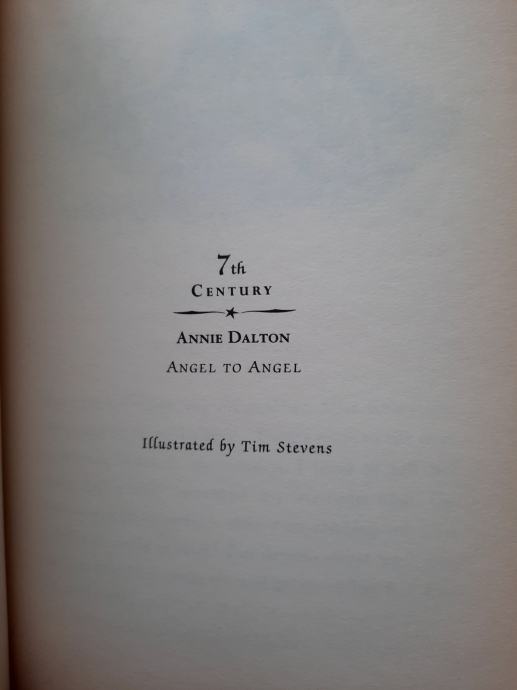 7th
CENTURY
ANNIE DALTON
ANGEL TO ANGEL
Illustrated by Tim Stevens